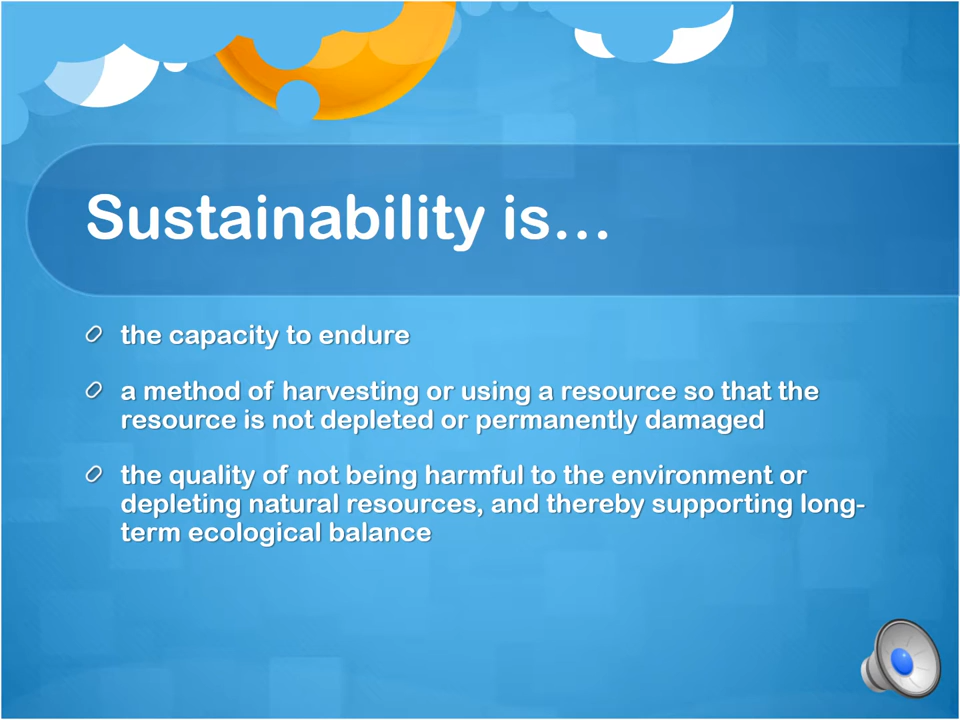 Sustainability is…
the capacity to endure
a method of harvesting or using a resource so that the
resource is not depleted or permanently damaged
the quality of not being harmful to the environment or
depleting natural resources, and thereby supporting long-
term ecological balance